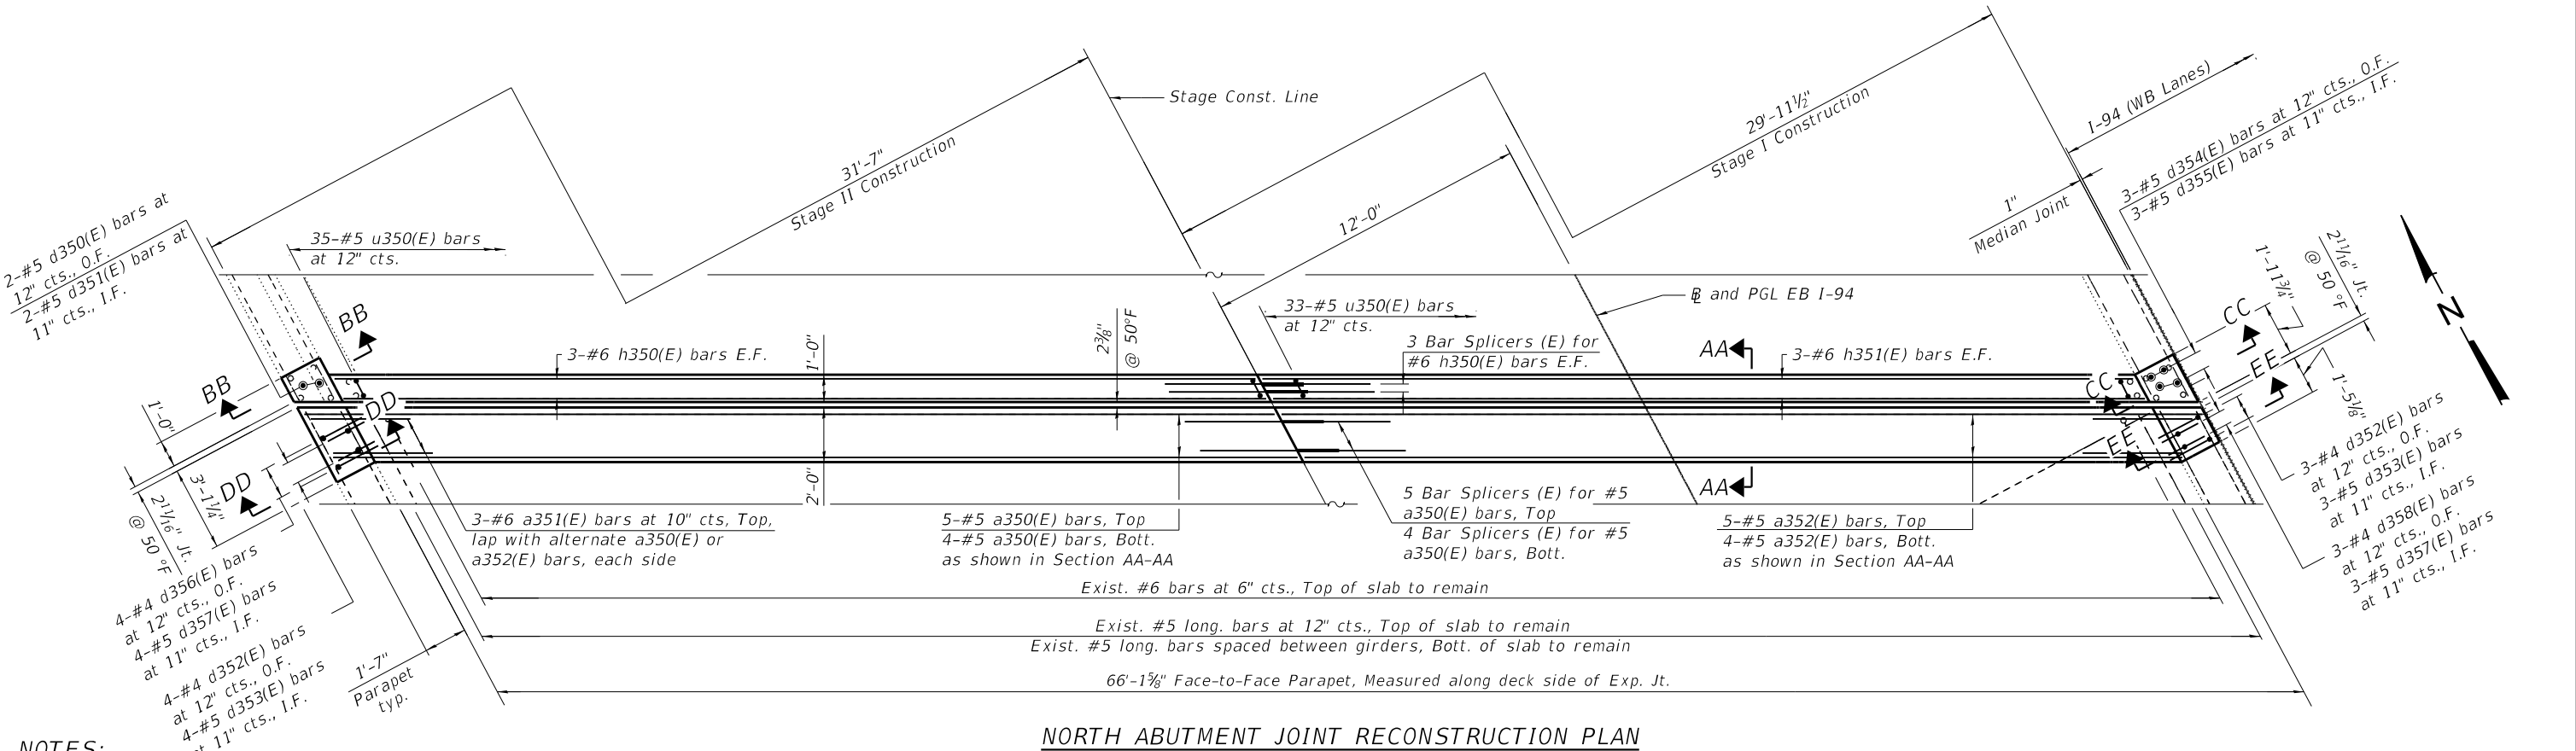 Stage Const. Line
31'-7"
Stage II Construction
29'-11½"
Stage I Construction
I-94 (WB Lanes)
3-#5 d354(E) bars at 12" cts., O.F.
3-#5 d355(E) bars at 11" cts., I.F.
12'-0"
1"
Median Joint
2-#5 d350(E) bars at
12" cts., O.F.
2-#5 d351(E) bars at
11" cts., I.F.
35-#5 u350(E) bars
at 12" cts.
BB
BB
2⅜"
@ 50°F
33-#5 u350(E) bars
at 12" cts.
℄ and PGL EB I-94
1'-11¾"
2 11/16" Jt.
@ 50 °F
N
3-#6 h350(E) bars E.F.
1'-0"
3 Bar Splicers (E) for
#6 h350(E) bars E.F.
AA
3-#6 h351(E) bars E.F.
CC
CC
EE
EE
1'-5⅛"
1'-0"
DD
DD
3'-1¼"
2 11/16" Jt.
@ 50 °F
2'-0"
AA
3-#6 a351(E) bars at 10" cts, Top,
lap with alternate a350(E) or
a352(E) bars, each side
5-#5 a350(E) bars, Top
4-#5 a350(E) bars, Bott.
as shown in Section AA-AA
5 Bar Splicers (E) for #5
a350(E) bars, Top
4 Bar Splicers (E) for #5
a350(E) bars, Bott.
5-#5 a352(E) bars, Top
4-#5 a352(E) bars, Bott.
as shown in Section AA-AA
3-#4 d352(E) bars
at 12" cts., O.F.
3-#5 d353(E) bars
at 11" cts., I.F.
3-#4 d358(E) bars
at 12" cts., O.F.
3-#5 d357(E) bars
at 11" cts., I.F.
4-#4 d356(E) bars
at 12" cts., O.F.
4-#5 d357(E) bars
at 11" cts., I.F.
4-#4 d352(E) bars
at 12" cts., O.F.
4-#5 d353(E) bars
at 11" cts., I.F.
1'-7"
Parapet
typ.
Exist. #6 bars at 6" cts., Top of slab to remain
Exist. #5 long. bars at 12" cts., Top of slab to remain
Exist. #5 long. bars spaced between girders, Bott. of slab to remain
66'-1⅝" Face-to-Face Parapet, Measured along deck side of Exp. Jt.
NORTH ABUTMENT JOINT RECONSTRUCTION PLAN
NOTES: